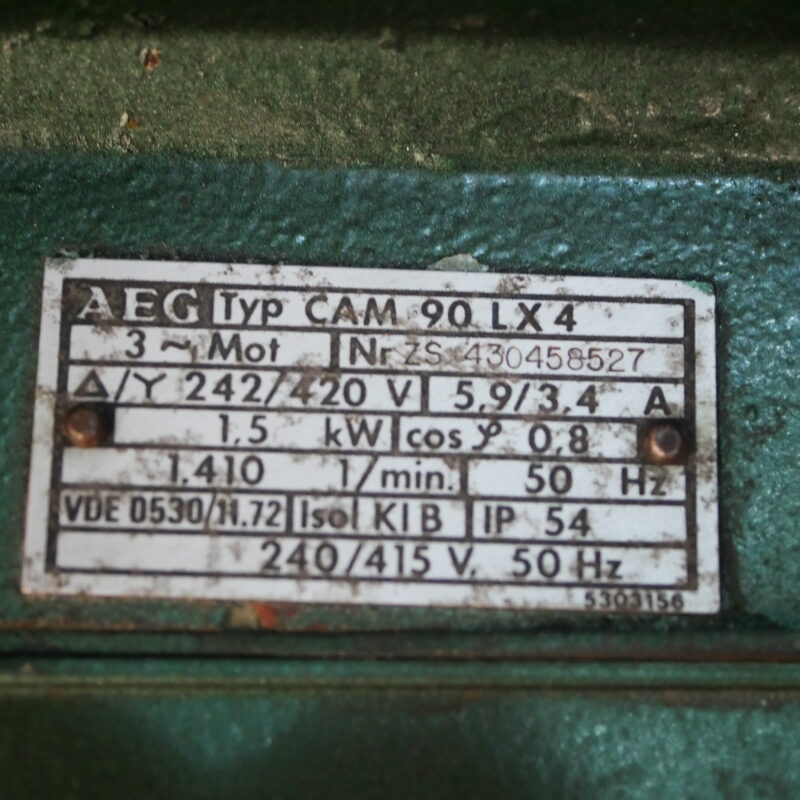 AEG Typ CAM 90 LX 4
3 ~ Mot Nr ZS 430458527
Δ/Y 242/420 V 5,9/3,4 A
1,5 kW cos φ 0,8
1.410 1/min. 50 Hz
VDE 0530/11.72 Isol Kl B IP 54
240/415 V. 50 Hz
5303156